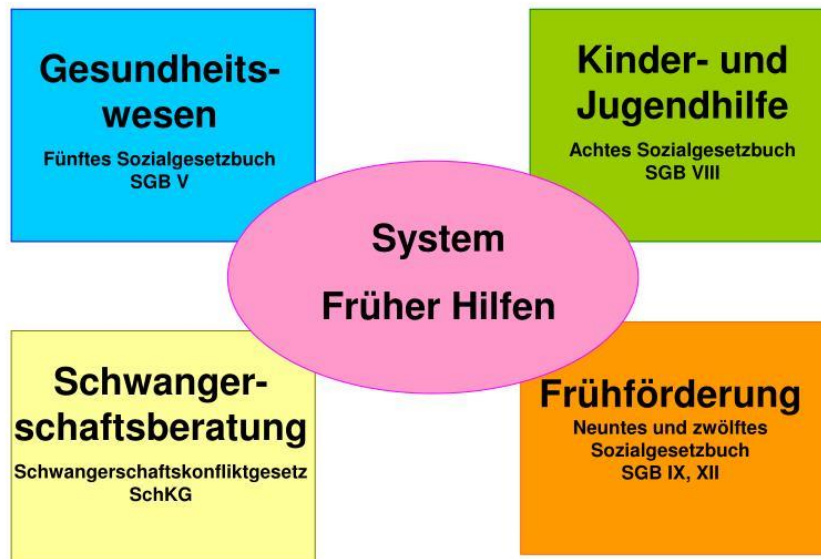 Gesundheits-
wesen
Fünftes Sozialgesetzbuch
SGB V
Kinder- und
Jugendhilfe
Achtes Sozialgesetzbuch
SGB VIII
System
Früher Hilfen
Schwanger-
schaftsberatung
Schwangerschaftskonfliktgesetz
SchKG
Frühförderung
Neuntes und zwölftes
Sozialgesetzbuch
SGB IX, XII